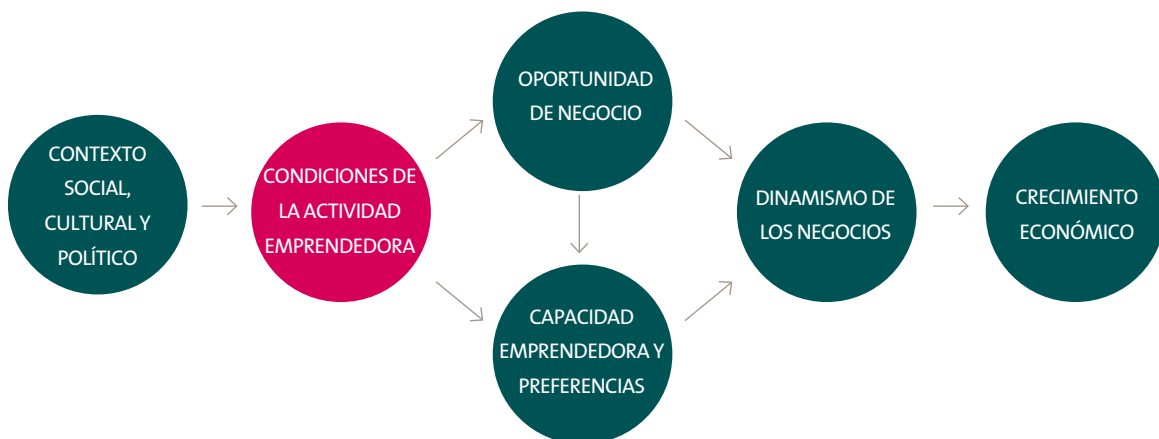 CONTEXTO
SOCIAL,
CULTURAL Y
POLÍTICO
CONDICIONES DE
LA ACTIVIDAD
EMPRENDEDORA
OPORTUNIDAD
DE NEGOCIO
CAPACIDAD
EMPRENDEDORA Y
PREFERENCIAS
DINAMISMO DE
LOS NEGOCIOS
CRECIMIENTO
ECONÓMICO